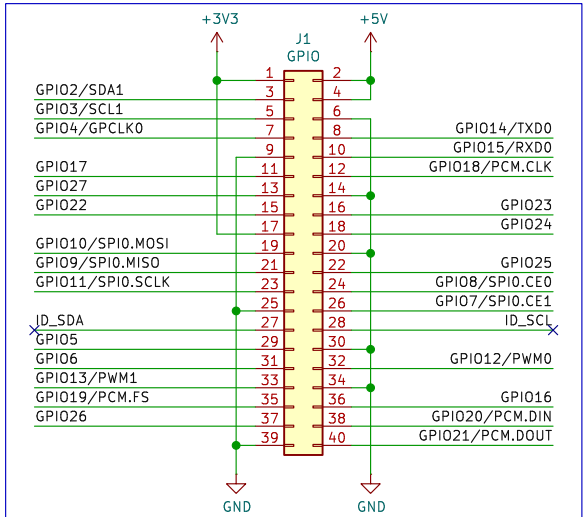 +3V3 +5V
J1
GPIO
1 2
GPIO2/SDA1 3 4
GPIO3/SCL1 5 6
GPIO4/GPCLK0 7 8 GPIO14/TXD0
9 10 GPIO15/RXD0
GPIO17 11 12 GPIO18/PCM.CLK
GPIO27 13 14
GPIO22 15 16 GPIO23
17 18 GPIO24
GPIO10/SPI0.MOSI 19 20
GPIO9/SPI0.MISO 21 22 GPIO25
GPIO11/SPI0.SCLK 23 24 GPIO8/SPI0.CE0
25 26 GPIO7/SPI0.CE1
ID_SDA 27 28 ID_SCL
GPIO5 29 30
GPIO6 31 32 GPIO12/PWM0
GPIO13/PWM1 33 34
GPIO19/PCM.FS 35 36 GPIO16
GPIO26 37 38 GPIO20/PCM.DIN
39 40 GPIO21/PCM.DOUT
GND GND